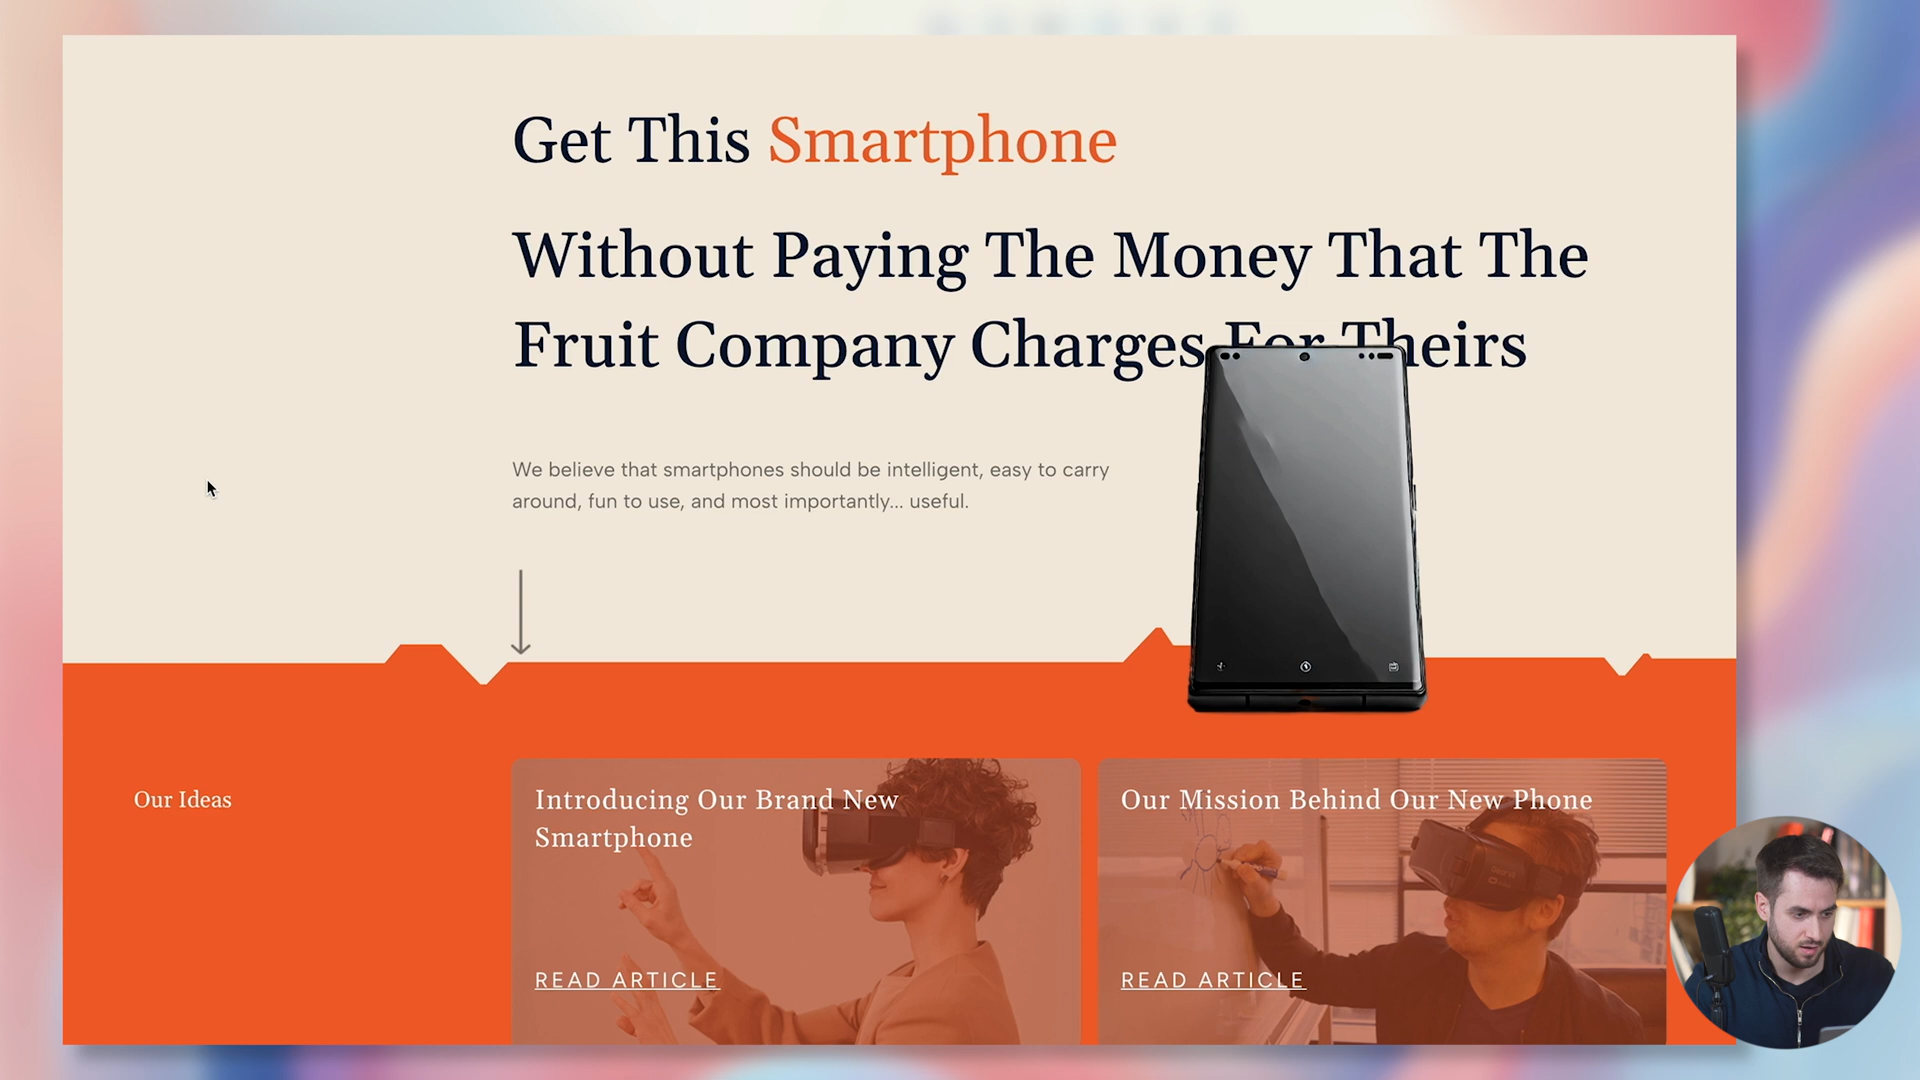 Get This Smartphone
Without Paying The Money That The
Fruit Company Charges For Theirs
We believe that smartphones should be intelligent, easy to carry
around, fun to use, and most importantly... useful.
Our Ideas
Introducing Our Brand New
Smartphone
READ ARTICLE
Our Mission Behind Our New Phone
READ ARTICLE